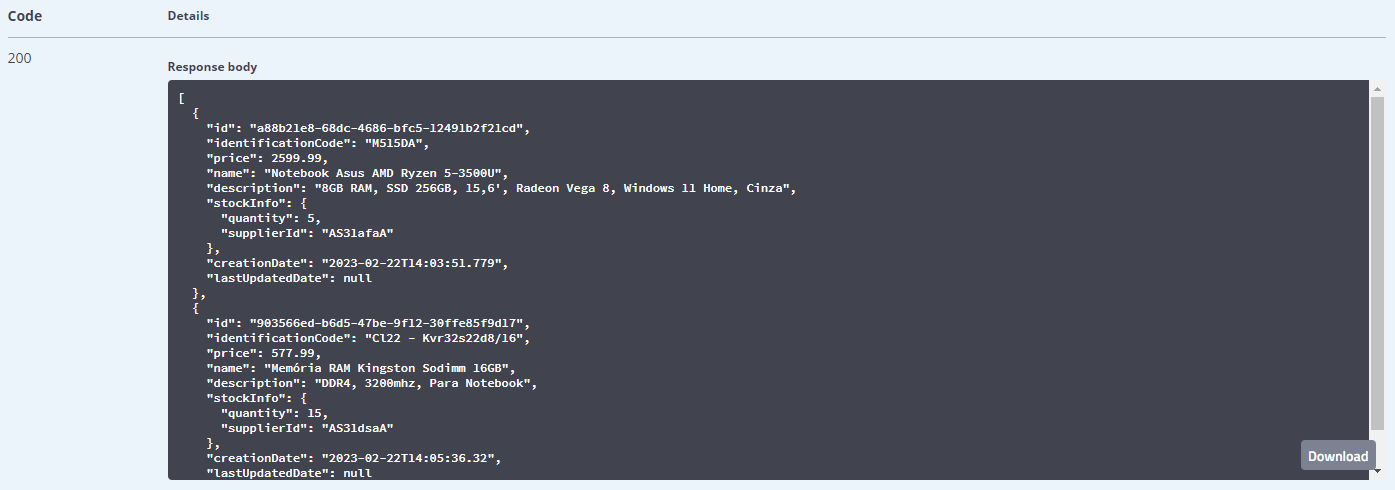 Code Details
200
Response body
[
  {
    "id": "a88b21e8-68dc-4686-bfc5-12491b2f21cd",
    "identificationCode": "M515DA",
    "price": 2599.99,
    "name": "Notebook Asus AMD Ryzen 5-3500U",
    "description": "8GB RAM, SSD 256GB, 15,6', Radeon Vega 8, Windows 11 Home, Cinza",
    "stockInfo": {
      "quantity": 5,
      "supplierId": "AS31afaA"
    },
    "creationDate": "2023-02-22T14:03:51.779",
    "lastUpdatedDate": null
  },
  {
    "id": "903566ed-b6d5-47be-9f12-30ffe85f9d17",
    "identificationCode": "Cl22 - Kvr32s22d8/16",
    "price": 577.99,
    "name": "Memória RAM Kingston Sodimm 16GB",
    "description": "DDR4, 3200mhz, Para Notebook",
    "stockInfo": {
      "quantity": 15,
      "supplierId": "AS31dsaA"
    },
    "creationDate": "2023-02-22T14:05:36.32",
    "lastUpdatedDate": null
Download